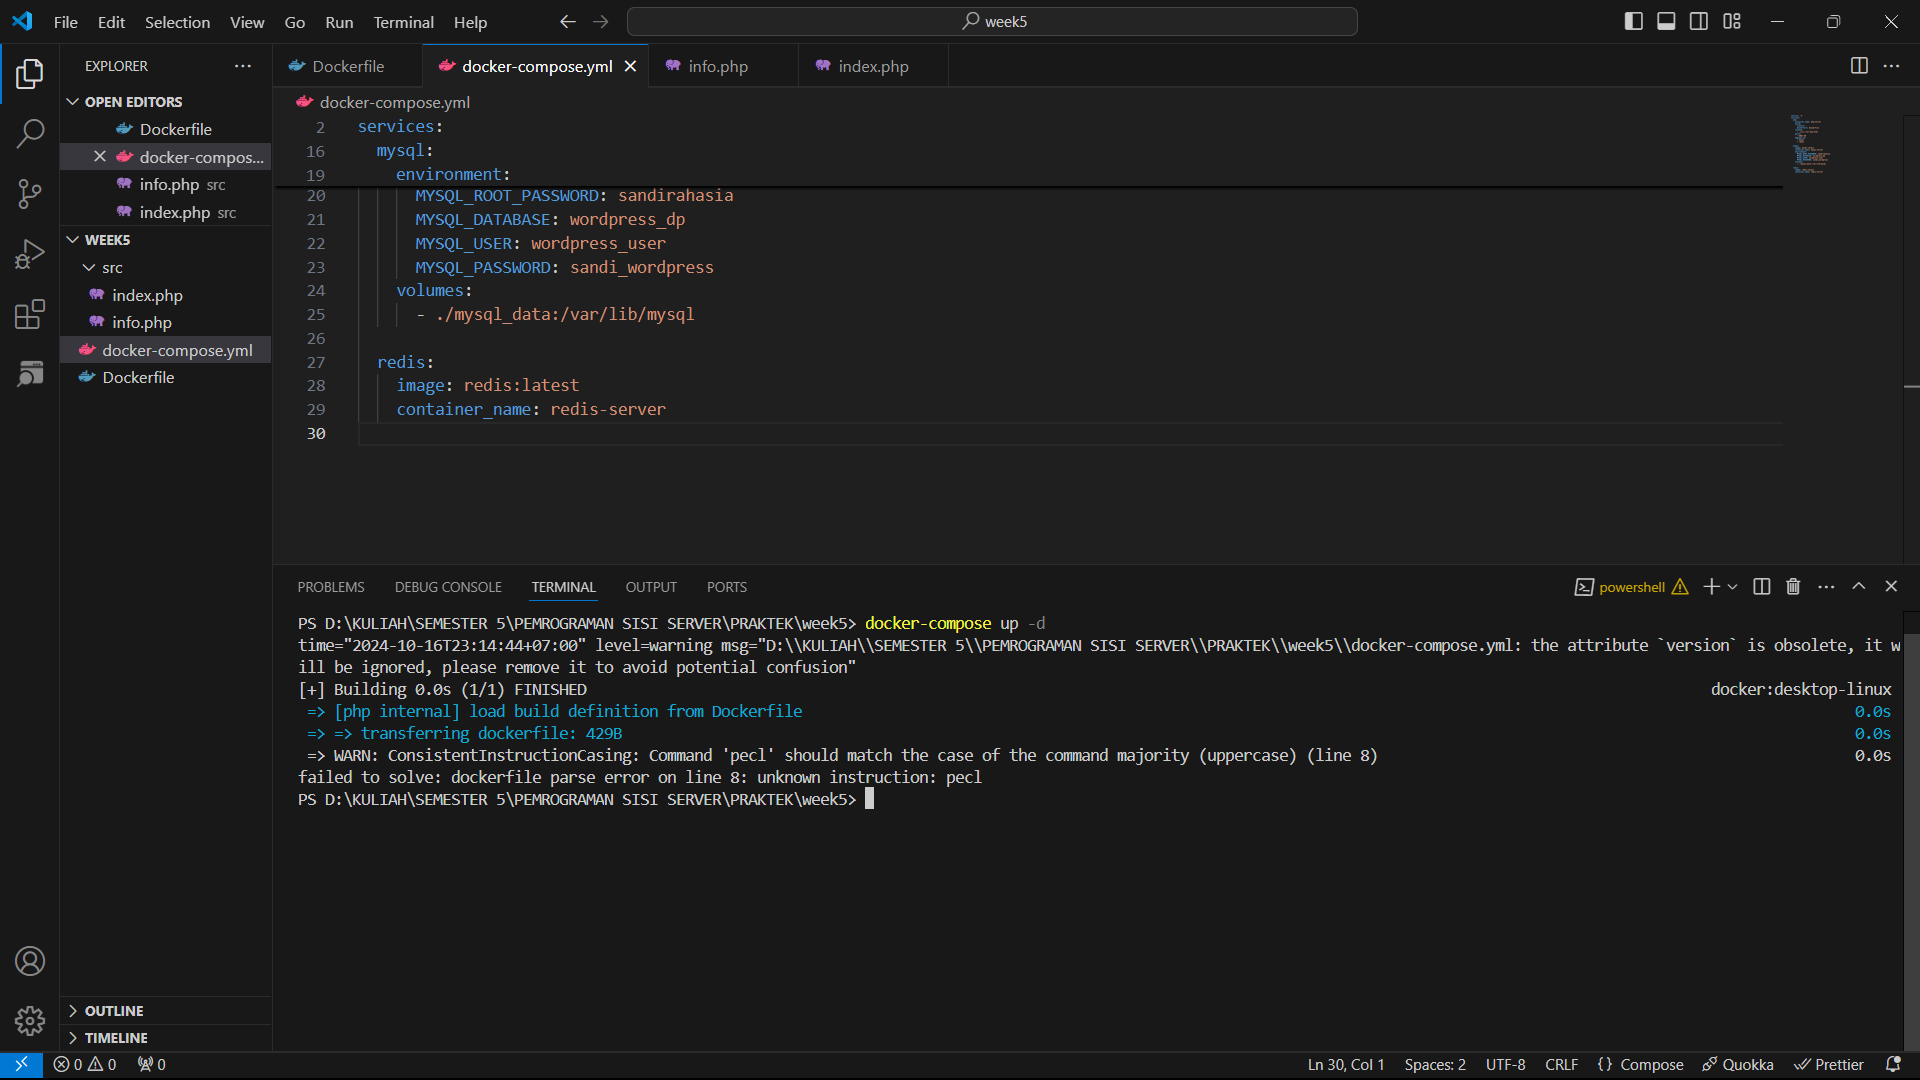 File Edit Selection View Go Run Terminal Help
week5
EXPLORER
OPEN EDITORS
Dockerfile
docker-compos...
info.php src
index.php src
WEEK5
src
index.php
info.php
docker-compose.yml
Dockerfile
OUTLINE
TIMELINE
Dockerfile docker-compose.yml info.php index.php
docker-compose.yml
2 services:
16 mysql:
19 environment:
20 MYSQL_ROOT_PASSWORD: sandirahasia
21 MYSQL_DATABASE: wordpress_dp
22 MYSQL_USER: wordpress_user
23 MYSQL_PASSWORD: sandi_wordpress
24 volumes:
25 - ./mysql_data:/var/lib/mysql
26
27 redis:
28 image: redis:latest
29 container_name: redis-server
30
PROBLEMS DEBUG CONSOLE TERMINAL OUTPUT PORTS
powershell
PS D:\KULIAH\SEMESTER 5\PEMROGRAMAN SISI SERVER\PRAKTEK\week5> docker-compose up -d
time="2024-10-16T23:14:44+07:00" level=warning msg="D:\\KULIAH\\SEMESTER 5\\PEMROGRAMAN SISI SERVER\\PRAKTEK\\week5\\docker-compose.yml: the attribute `version` is obsolete, it w
ill be ignored, please remove it to avoid potential confusion"
[+] Building 0.0s (1/1) FINISHED docker:desktop-linux
=> [php internal] load build definition from Dockerfile 0.0s
=> => transferring dockerfile: 429B 0.0s
=> WARN: ConsistentInstructionCasing: Command 'pecl' should match the case of the command majority (uppercase) (line 8) 0.0s
failed to solve: dockerfile parse error on line 8: unknown instruction: pecl
PS D:\KULIAH\SEMESTER 5\PEMROGRAMAN SISI SERVER\PRAKTEK\week5>
0 0 0 Ln 30, Col 1 Spaces: 2 UTF-8 CRLF {} Compose Quokka Prettier